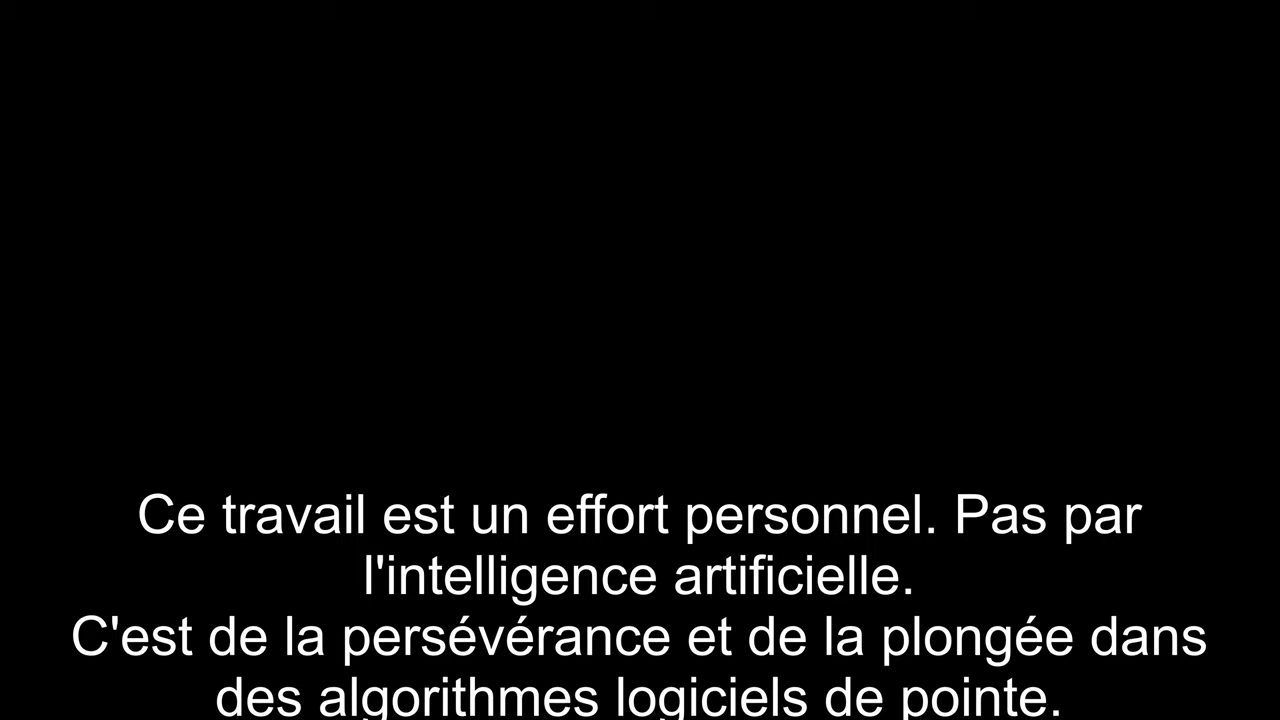 Ce travail est un effort personnel. Pas par
l'intelligence artificielle.
C'est de la persévérance et de la plongée dans
des algorithmes logiciels de pointe.